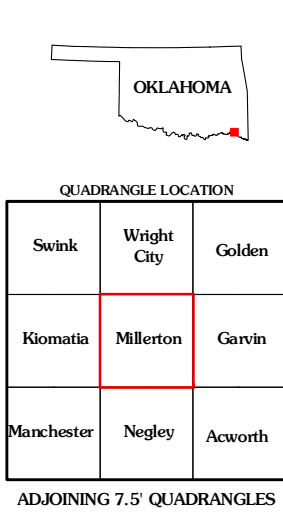 OKLAHOMA
QUADRANGLE LOCATION
Swink
Wright
City
Golden
Kiomatia
Millerton
Garvin
Manchester
Negley
Acworth
ADJOINING 7.5' QUADRANGLES